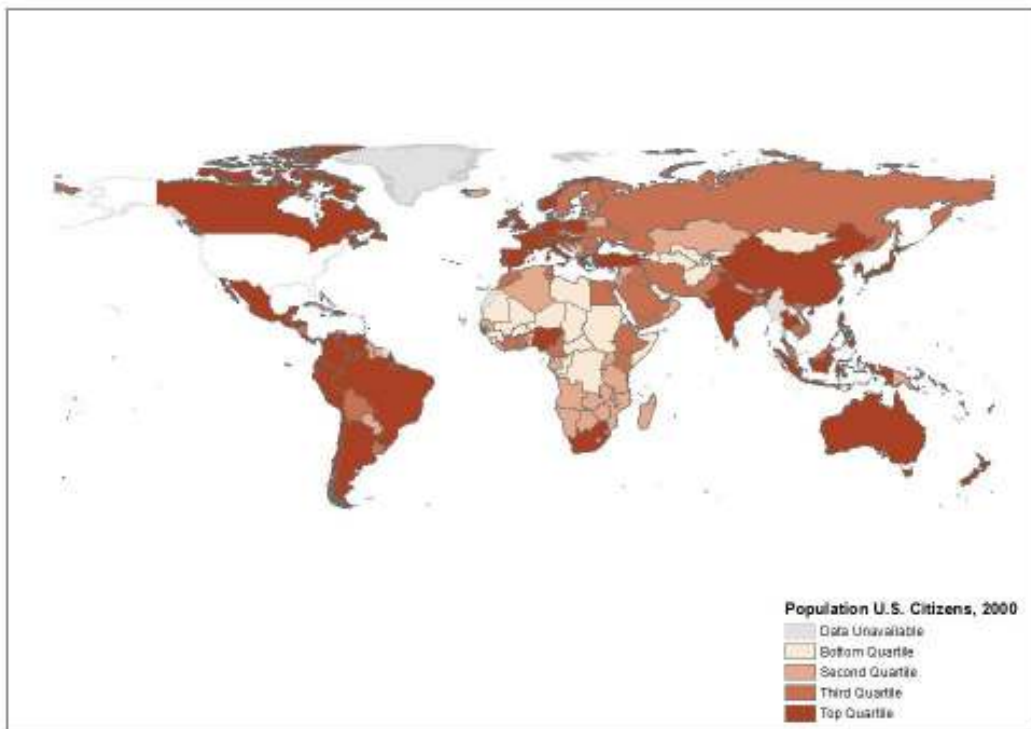 Population U.S. Citizens, 2000
Data Unavailable
Bottom Quartile
Second Quartile
Third Quartile
Top Quartile